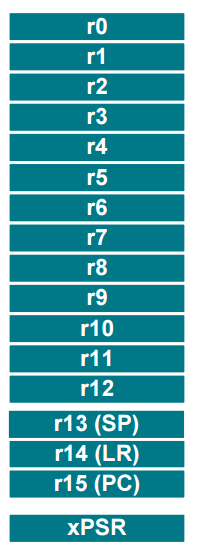 r0
r1
r2
r3
r4
r5
r6
r7
r8
r9
r10
r11
r12
r13 (SP)
r14 (LR)
r15 (PC)
xPSR